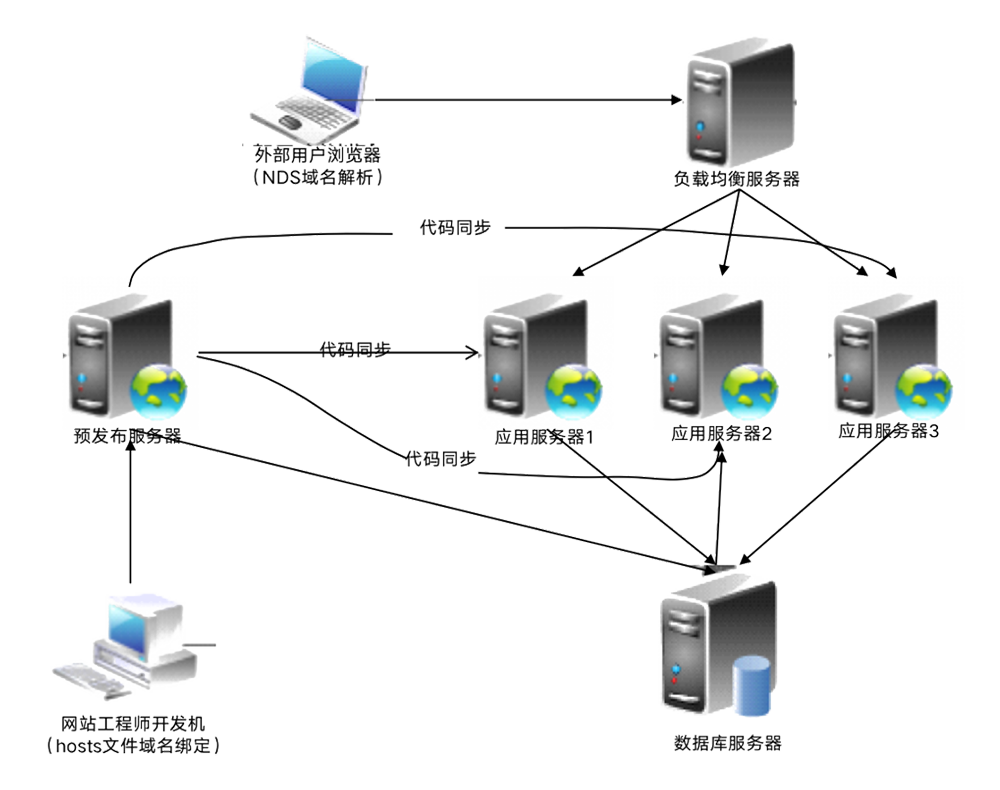 外部用户浏览器
（NDS域名解析）
负载均衡服务器
代码同步
代码同步
预发布服务器
应用服务器1
应用服务器2
应用服务器3
代码同步
网站工程师开发机
（hosts文件域名绑定）
数据库服务器